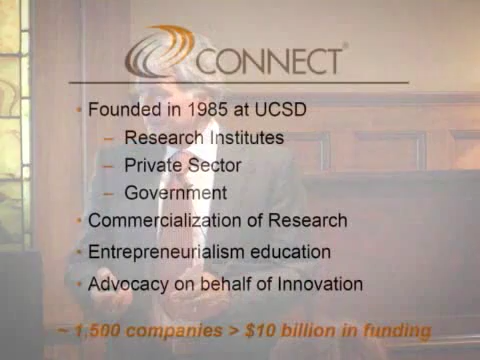 CONNECT®
• Founded in 1985 at UCSD
– Research Institutes
– Private Sector
– Government
• Commercialization of Research
• Entrepreneurialism education
• Advocacy on behalf of Innovation
~ 1,500 companies > $10 billion in funding